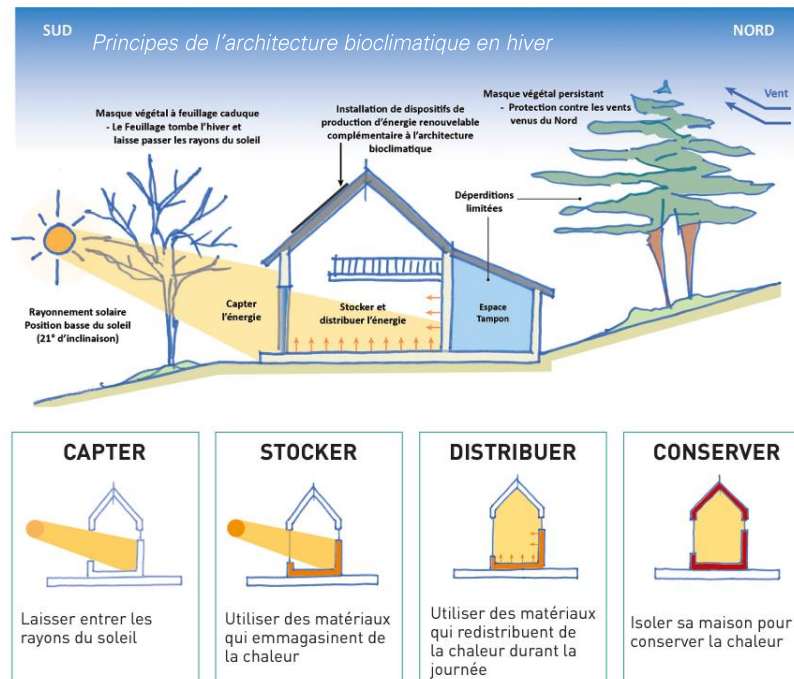 SUD
Principes de l'architecture bioclimatique en hiver
NORD
Masque végétal à feuillage caduque
- Le Feuillage tombe l'hiver et
laisse passer les rayons du soleil
Installation de dispositifs de
production d'énergie renouvelable
complémentaire à l'architecture
bioclimatique
Masque végétal persistant
- Protection contre les vents
venus du Nord
Vent
Déperditions
limitées
Rayonnement solaire
Position basse du soleil
(21° d'inclinaison)
Capter
l'énergie
Stocker et
distribuer l'énergie
Espace
Tampon
CAPTER
Laisser entrer les
rayons du soleil
STOCKER
Utiliser des matériaux
qui emmagasinent de
la chaleur
DISTRIBUER
Utiliser des matériaux
qui redistribuent de
la chaleur durant la
journée
CONSERVER
Isoler sa maison pour
conserver la chaleur